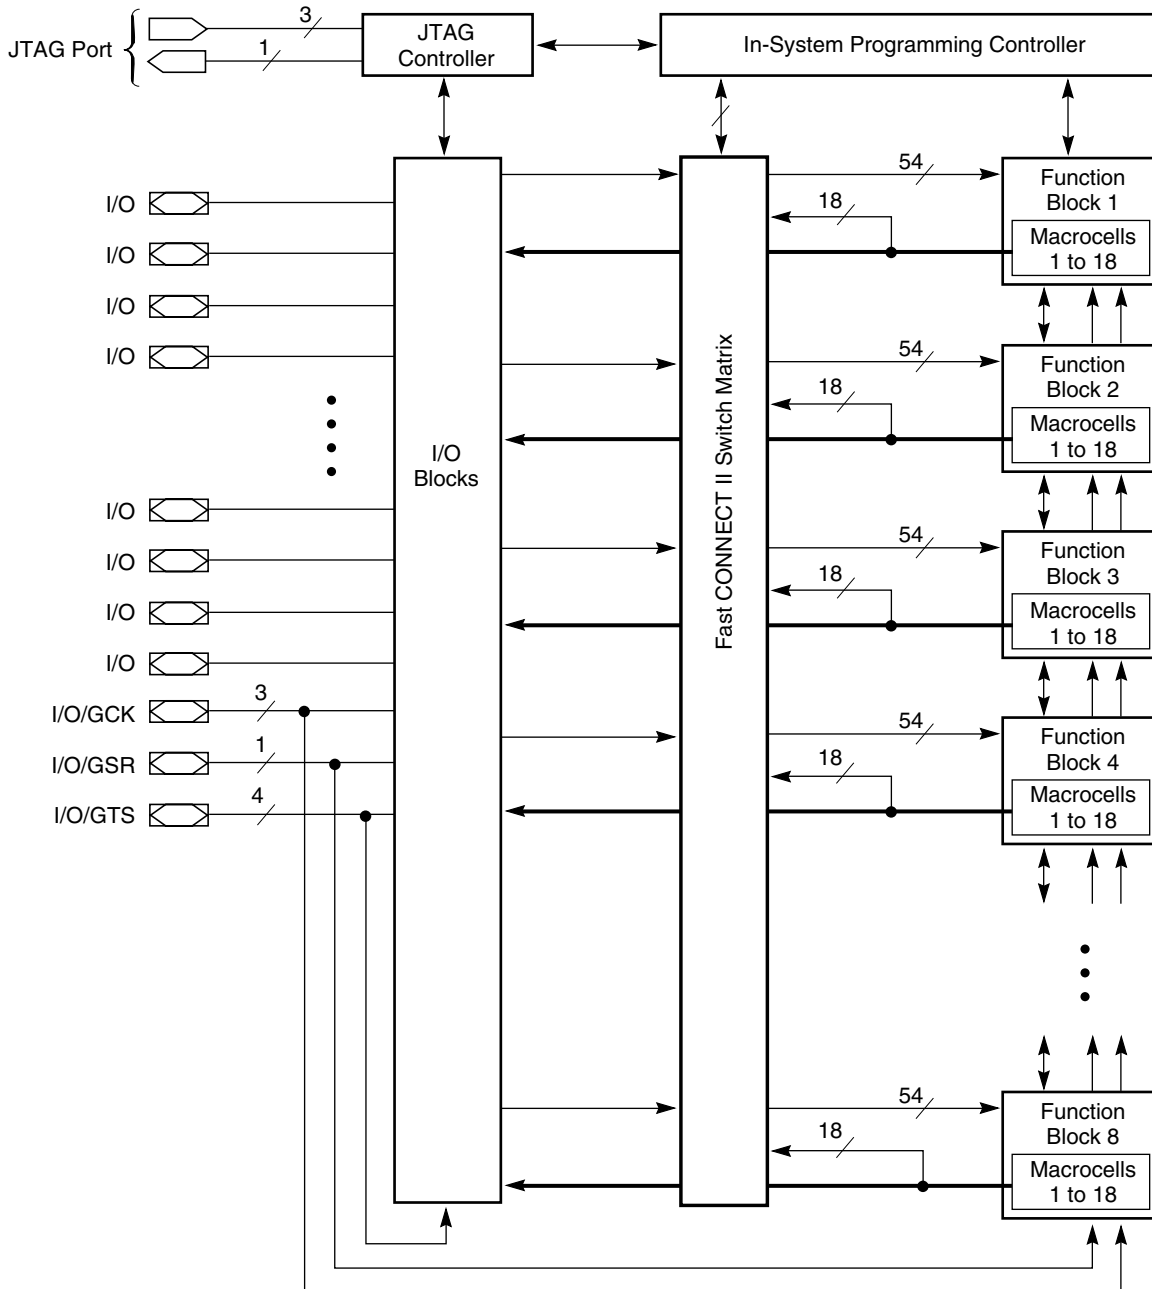 JTAG Port
3
1
JTAG
Controller
In-System Programming Controller
I/O
I/O
I/O
I/O
I/O
I/O
I/O
I/O
I/O/GCK
3
I/O/GSR
1
I/O/GTS
4
I/O
Blocks
Fast CONNECT II Switch Matrix
54
18
Function
Block 1
Macrocells
1 to 18
54
18
Function
Block 2
Macrocells
1 to 18
54
18
Function
Block 3
Macrocells
1 to 18
54
18
Function
Block 4
Macrocells
1 to 18
54
18
Function
Block 8
Macrocells
1 to 18